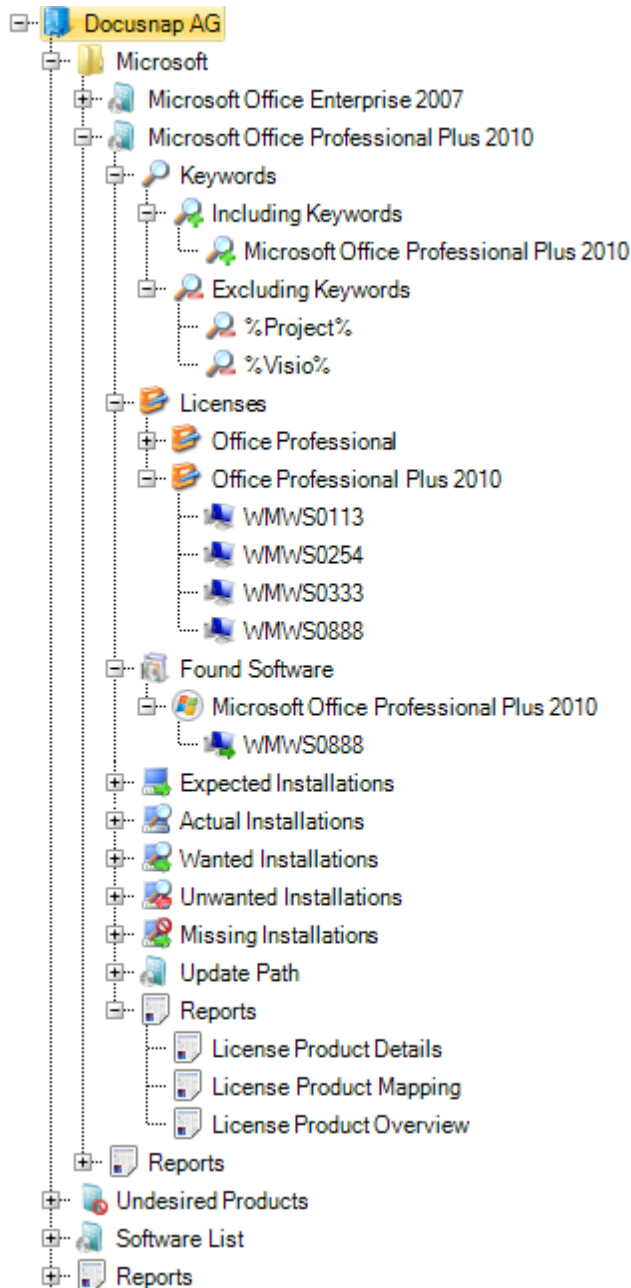 Docusnap AG
Microsoft
Microsoft Office Enterprise 2007
Microsoft Office Professional Plus 2010
Keywords
Including Keywords
Microsoft Office Professional Plus 2010
Excluding Keywords
%Project%
%Visio%
Licenses
Office Professional
Office Professional Plus 2010
WMWS0113
WMWS0254
WMWS0333
WMWS0888
Found Software
Microsoft Office Professional Plus 2010
WMWS0888
Expected Installations
Actual Installations
Wanted Installations
Unwanted Installations
Missing Installations
Update Path
Reports
License Product Details
License Product Mapping
License Product Overview
Reports
Undesired Products
Software List
Reports